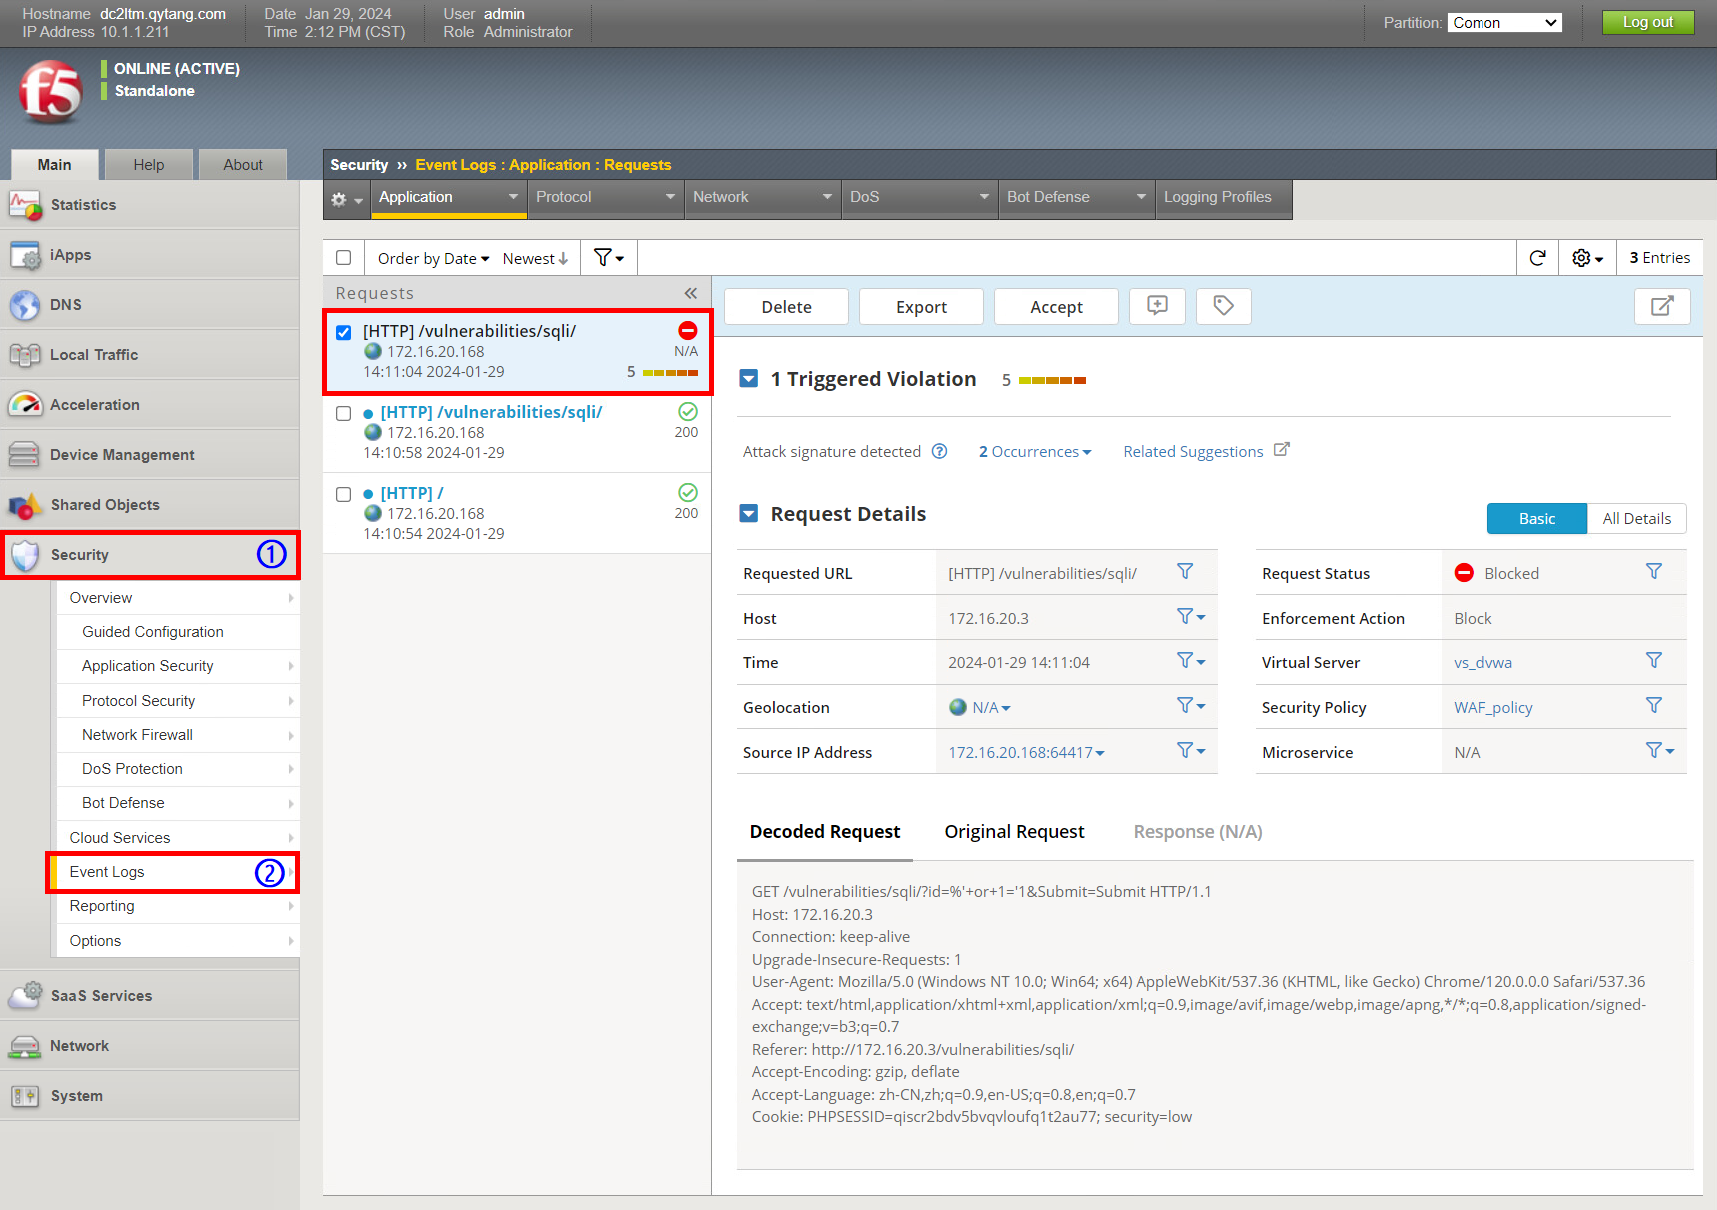 Hostname dc2ltm.qytang.com
IP Address 10.1.1.211
Date Jan 29, 2024
Time 2:12 PM (CST)
User admin
Role Administrator
Partition: Comon
Log out
f5
ONLINE (ACTIVE)
Standalone
Main
Help
About
Security ›› Event Logs : Application : Requests
Application
Protocol
Network
DoS
Bot Defense
Logging Profiles
Statistics
iApps
DNS
Local Traffic
Acceleration
Device Management
Shared Objects
Security ①
Overview
Guided Configuration
Application Security
Protocol Security
Network Firewall
DoS Protection
Bot Defense
Cloud Services
Event Logs ②
Reporting
Options
SaaS Services
Network
System
Order by Date
Newest
3 Entries
Requests
[HTTP] /vulnerabilities/sqli/
172.16.20.168
N/A
14:11:04 2024-01-29
5
[HTTP] /vulnerabilities/sqli/
172.16.20.168
200
14:10:58 2024-01-29
[HTTP] /
172.16.20.168
200
14:10:54 2024-01-29
Delete
Export
Accept
1 Triggered Violation 5
Attack signature detected
2 Occurrences
Related Suggestions
Request Details
Basic
All Details
Requested URL [HTTP] /vulnerabilities/sqli/
Host 172.16.20.3
Time 2024-01-29 14:11:04
Geolocation N/A
Source IP Address 172.16.20.168:64417
Request Status Blocked
Enforcement Action Block
Virtual Server vs_dvwa
Security Policy WAF_policy
Microservice N/A
Decoded Request
Original Request
Response (N/A)
GET /vulnerabilities/sqli/?id=%'+or+1='1&Submit=Submit HTTP/1.1
Host: 172.16.20.3
Connection: keep-alive
Upgrade-Insecure-Requests: 1
User-Agent: Mozilla/5.0 (Windows NT 10.0; Win64; x64) AppleWebKit/537.36 (KHTML, like Gecko) Chrome/120.0.0.0 Safari/537.36
Accept: text/html,application/xhtml+xml,application/xml;q=0.9,image/avif,image/webp,image/apng,*/*;q=0.8,application/signed-
exchange;v=b3;q=0.7
Referer: http://172.16.20.3/vulnerabilities/sqli/
Accept-Encoding: gzip, deflate
Accept-Language: zh-CN,zh;q=0.9,en-US;q=0.8,en;q=0.7
Cookie: PHPSESSID=qiscr2bdv5bvqvloufq1t2au77; security=low